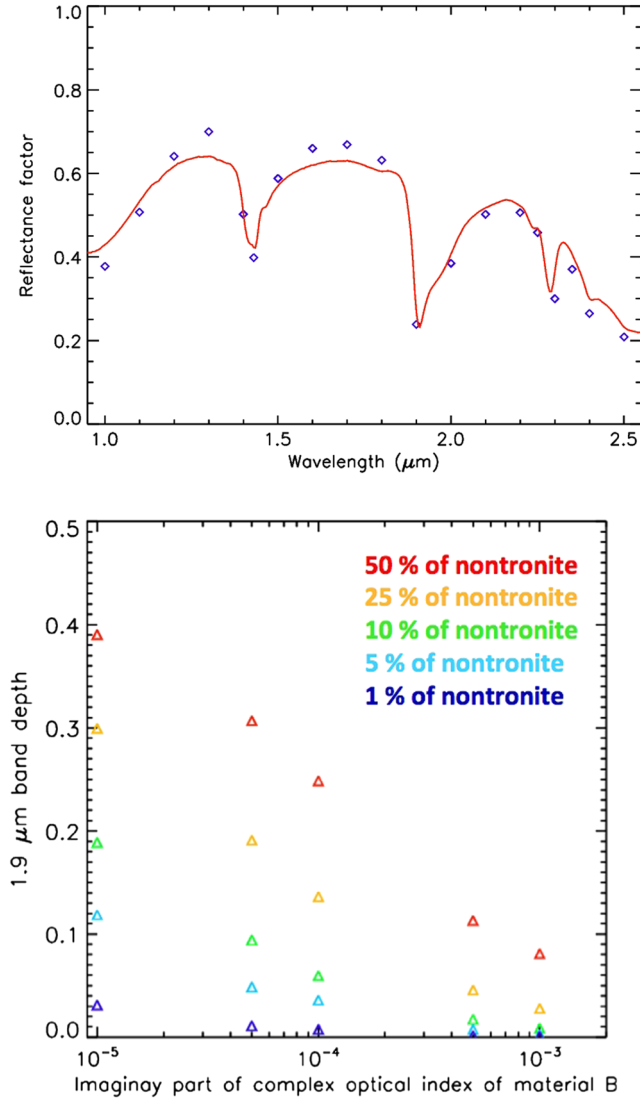 1.0
0.8
0.6
0.4
0.2
0.0
Reflectance factor
1.0 1.5 2.0 2.5
Wavelength (μm)
0.5
0.4
0.3
0.2
0.1
0.0
1.9 μm band depth
50 % of nontronite
25 % of nontronite
10 % of nontronite
5 % of nontronite
1 % of nontronite
10⁻⁵ 10⁻⁴ 10⁻³
Imaginay part of complex optical index of material B